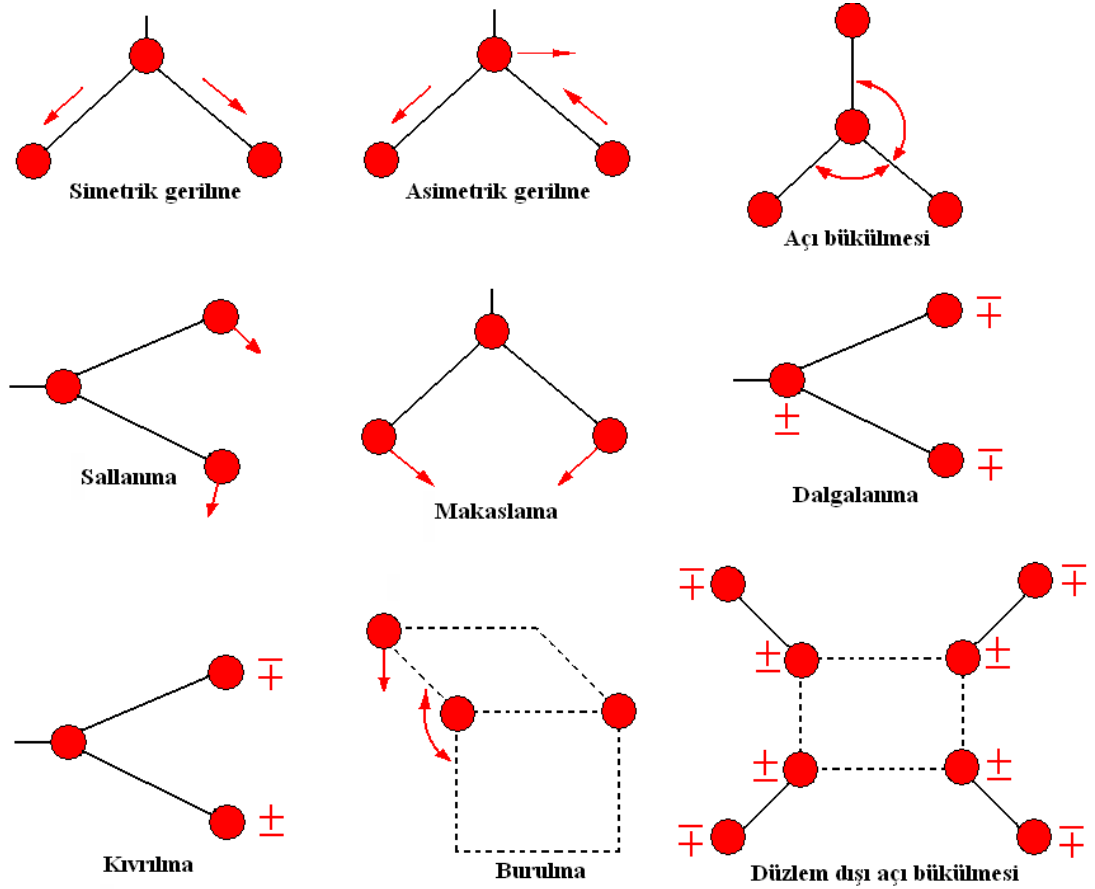 Simetrik gerilme
Asimetrik gerilme
Açı bükülmesi
Sallanma
Makaslama
Dalgalanma
Kıvrılma
Burulma
Düzlem dışı açı bükülmesi